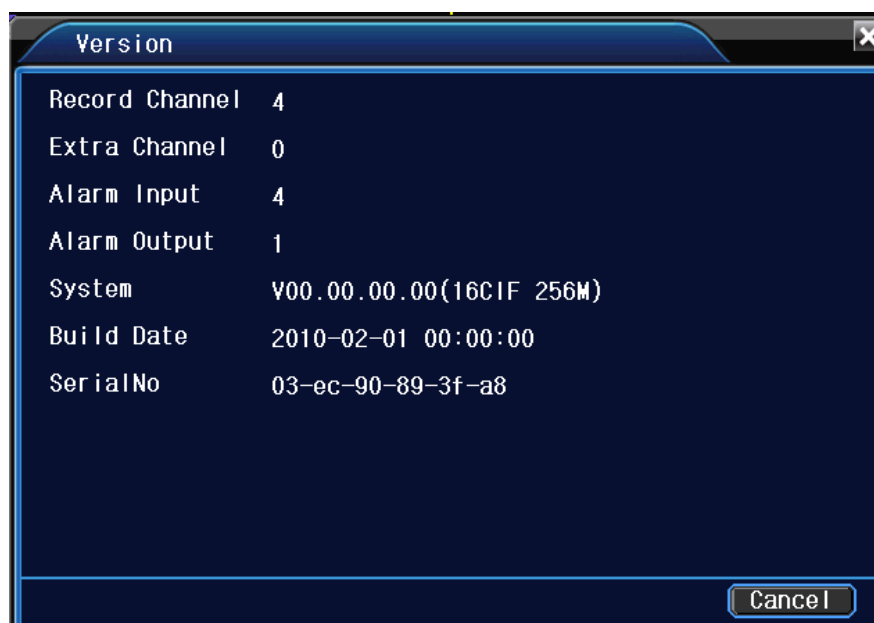 Version
Record Channel 4
Extra Channel 0
Alarm Input 4
Alarm Output 1
System V00.00.00.00(16CIF 256M)
Build Date 2010-02-01 00:00:00
SerialNo 03-ec-90-89-3f-a8
Cancel